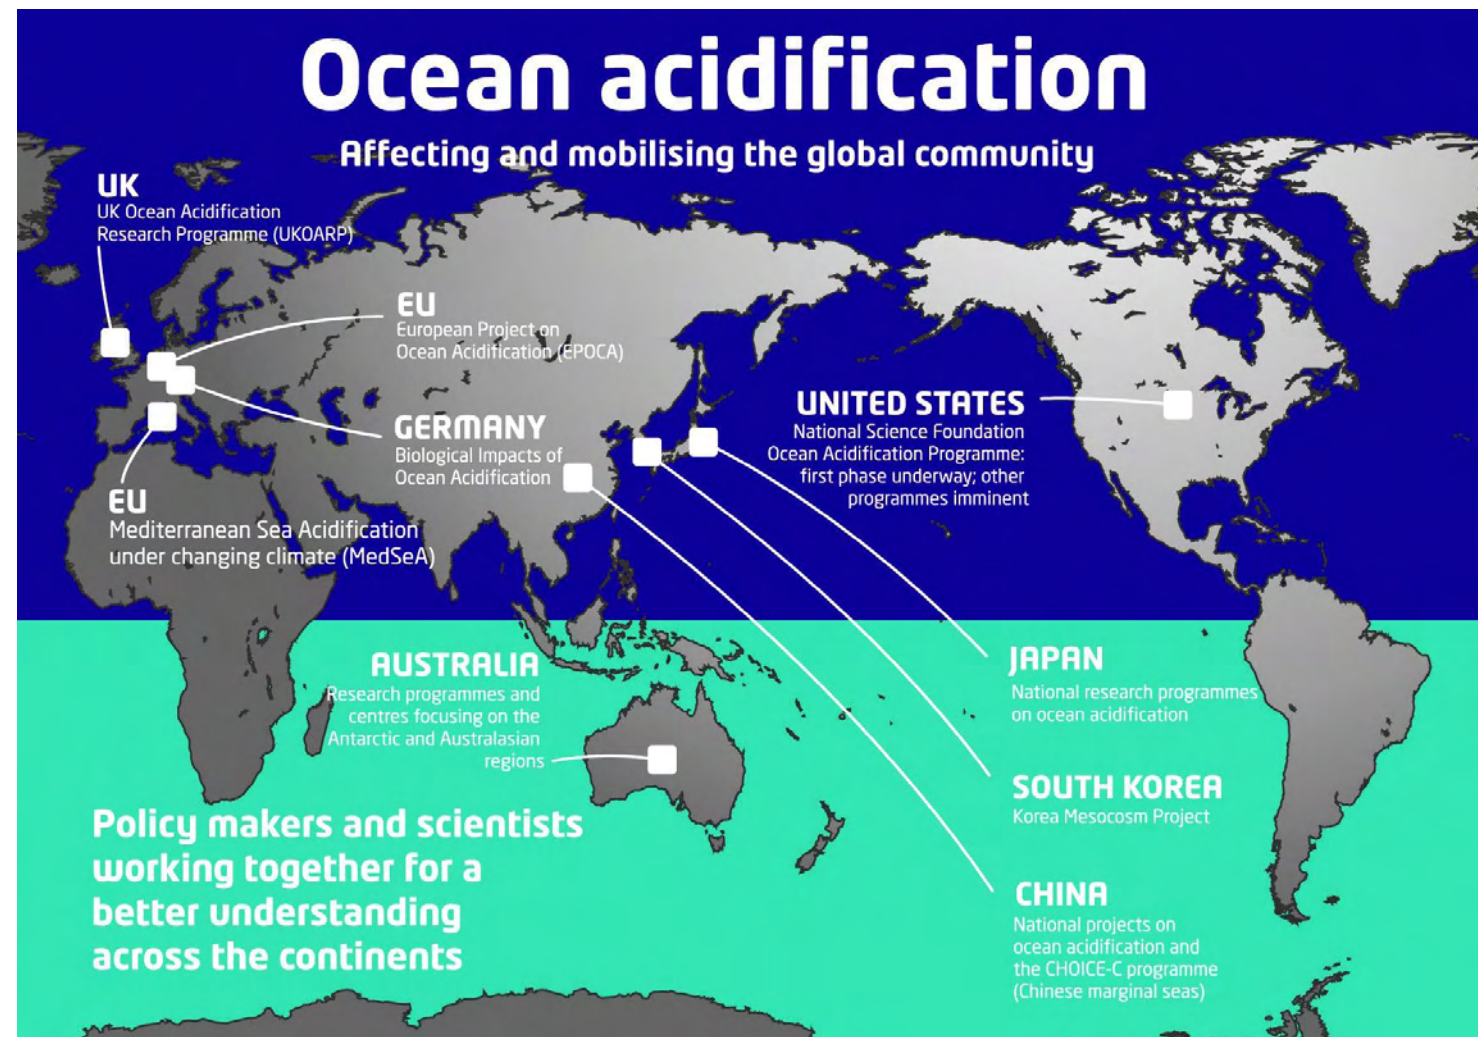 Ocean acidification
Affecting and mobilising the global community
UK
UK Ocean Acidification
Research Programme (UKOARP)
EU
European Project on
Ocean Acidification (EPOCA)
GERMANY
Biological Impacts of
Ocean Acidification
EU
Mediterranean Sea Acidification
under changing climate (MedSeA)
UNITED STATES
National Science Foundation
Ocean Acidification Programme:
first phase underway; other
programmes imminent
AUSTRALIA
Research programmes and
centres focusing on the
Antarctic and Australasian
regions
JAPAN
National research programmes
on ocean acidification
SOUTH KOREA
Korea Mesocosm Project
CHINA
National projects on
ocean acidification and
the CHOICE-C programme
(Chinese marginal seas)
Policy makers and scientists
working together for a
better understanding
across the continents